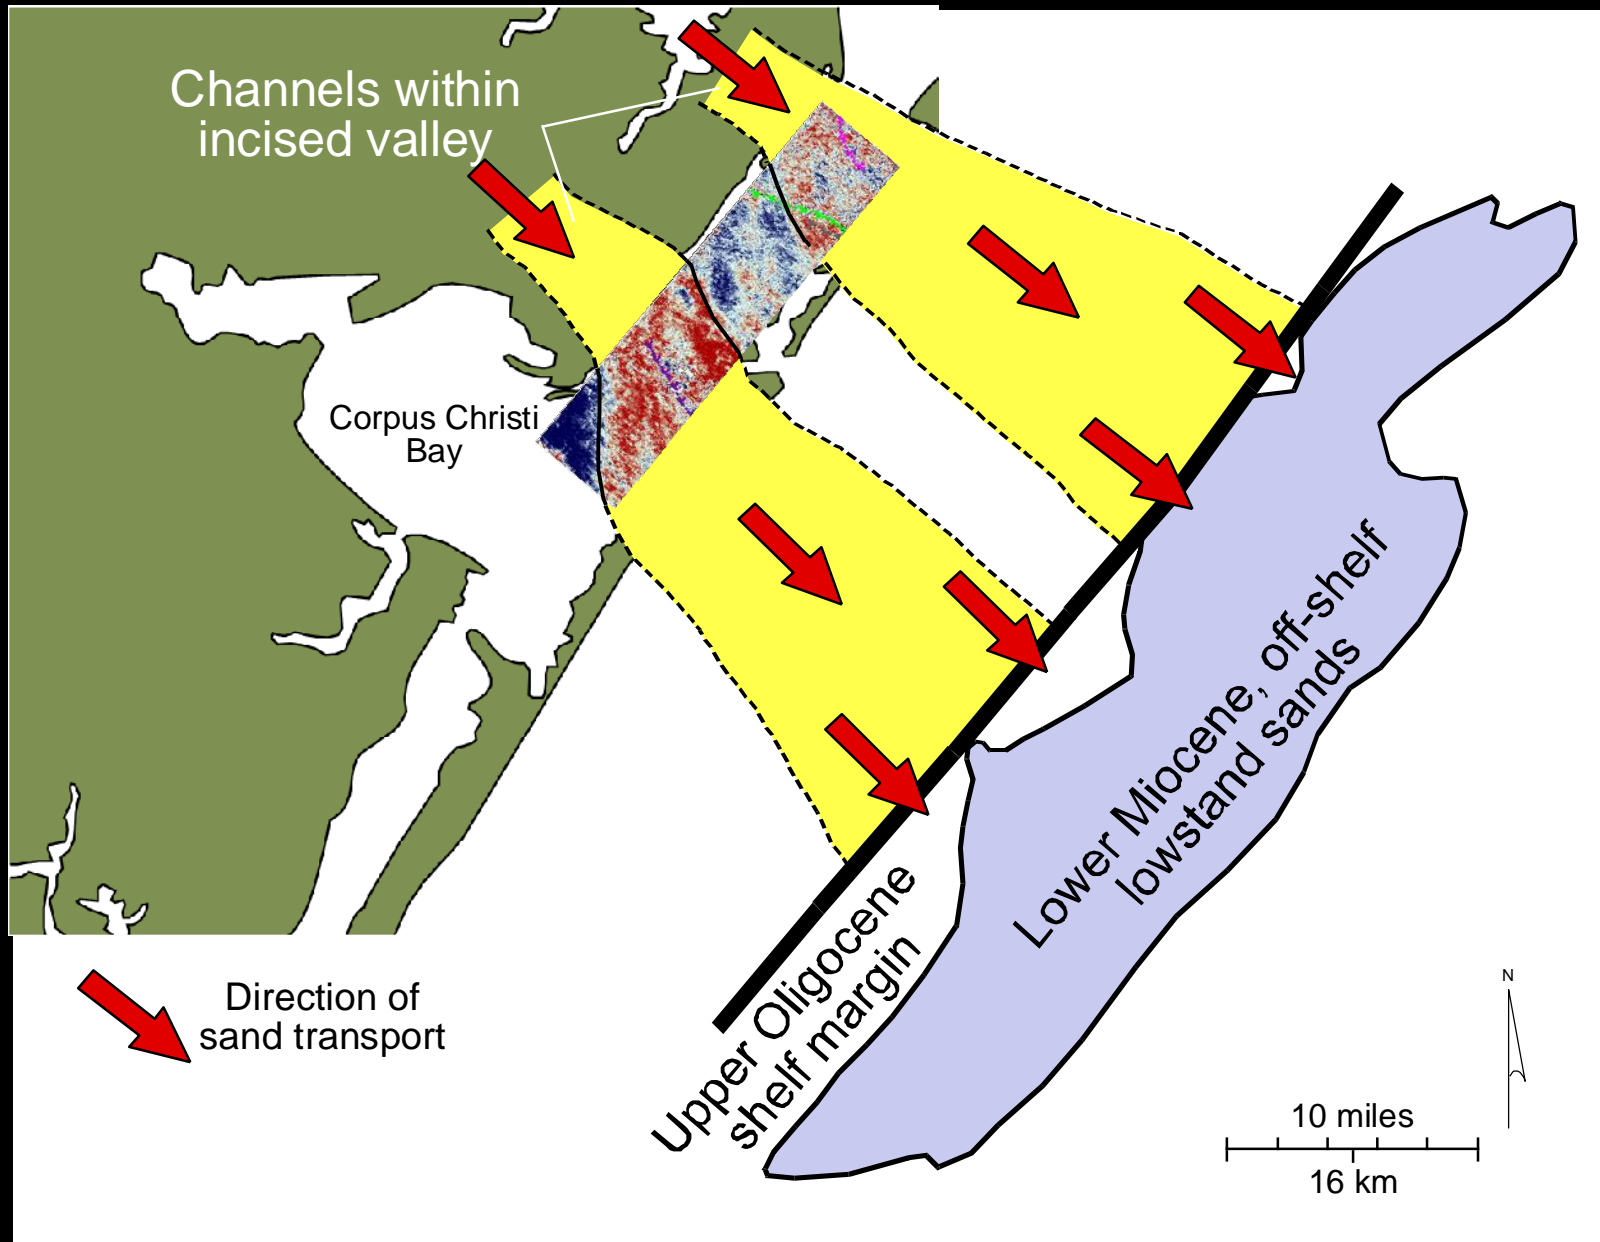 Channels within
incised valley
Corpus Christi
Bay
Lower Miocene, off-shelf
lowstand sands
Upper Oligocene
shelf margin
Direction of
sand transport
N
10 miles
16 km